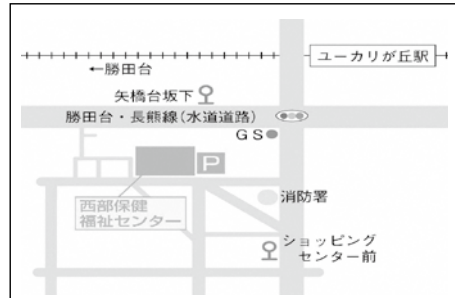 ユーカリが丘駅
←勝田台
矢橋台坂下
勝田台・長熊線(水道道路)
GS
P
西部保健
福祉センター
消防署
ショッピング
センター前